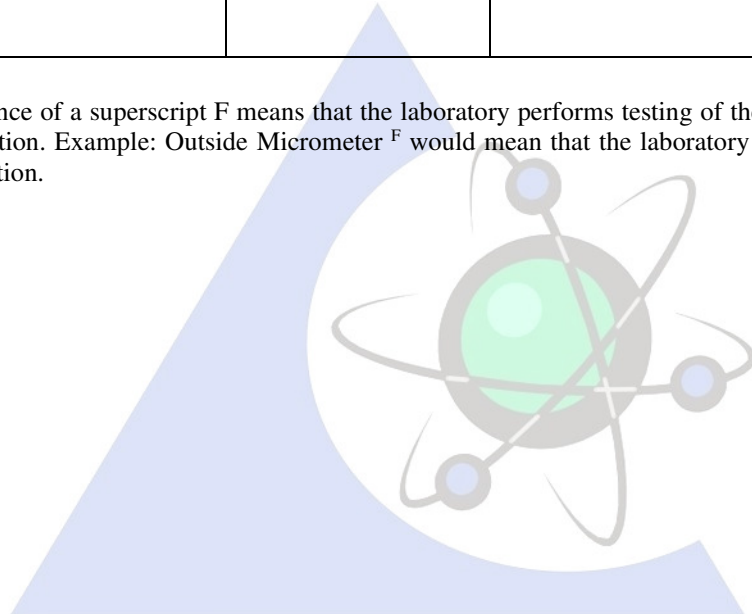 nce of a superscript F means that the laboratory performs testing of the
tion. Example: Outside Micrometer ᶠ would mean that the laboratory
tion.